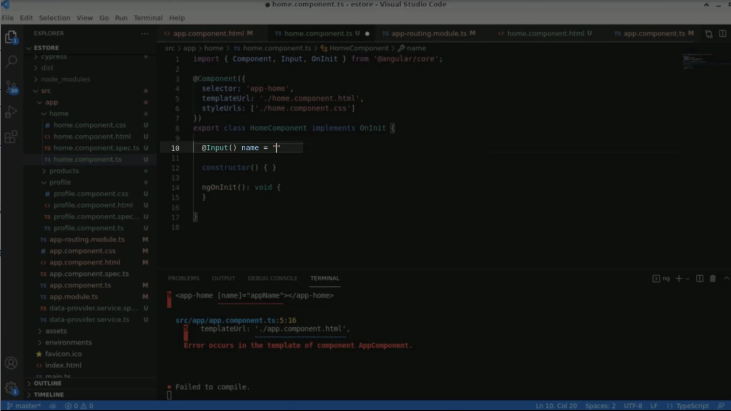 home.component.ts - estore - Visual Studio Code
File Edit Selection View Go Run Terminal Help
EXPLORER
app.component.html M
home.component.ts U
app-routing.module.ts M
home.component.html U
app.component.ts M
src > app > home > home.component.ts > HomeComponent > name
ESTORE
cypress
dist
node_modules
src
app
home
home.component.css U
home.component.html U
home.component.spec.ts U
home.component.ts U
products
profile
profile.component.css U
profile.component.html U
profile.component.spec... U
profile.component.ts U
app-routing.module.ts M
app.component.css U
app.component.html M
app.component.spec.ts
app.component.ts M
app.module.ts M
data-provider.service.sp... U
data-provider.service.ts U
assets
environments
favicon.ico
index.html
main.ts
OUTLINE
TIMELINE
1 import { Component, Input, OnInit } from '@angular/core';
2
3 @Component({
4 selector: 'app-home',
5 templateUrl: './home.component.html',
6 styleUrls: ['./home.component.css']
7 })
8 export class HomeComponent implements OnInit {
9
10 @Input() name = ""
11
12 constructor() { }
13
14 ngOnInit(): void {
15 }
16
17 }
18
PROBLEMS OUTPUT DEBUG CONSOLE TERMINAL
ng
<app-home [name]="appName"></app-home>
src/app/app.component.ts:5:16
templateUrl: './app.component.html',
Error occurs in the template of component AppComponent.
× Failed to compile.
master* 0 0 Ln 10, Col 20 Spaces: 2 UTF-8 LF TypeScript